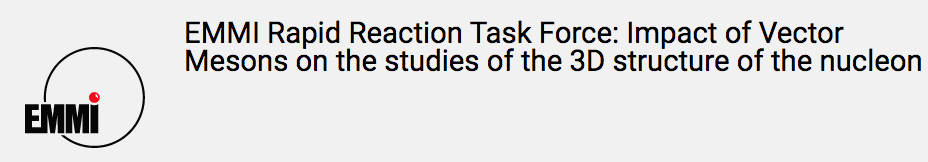 EMMI Rapid Reaction Task Force: Impact of Vector
Mesons on the studies of the 3D structure of the nucleon
EMMI